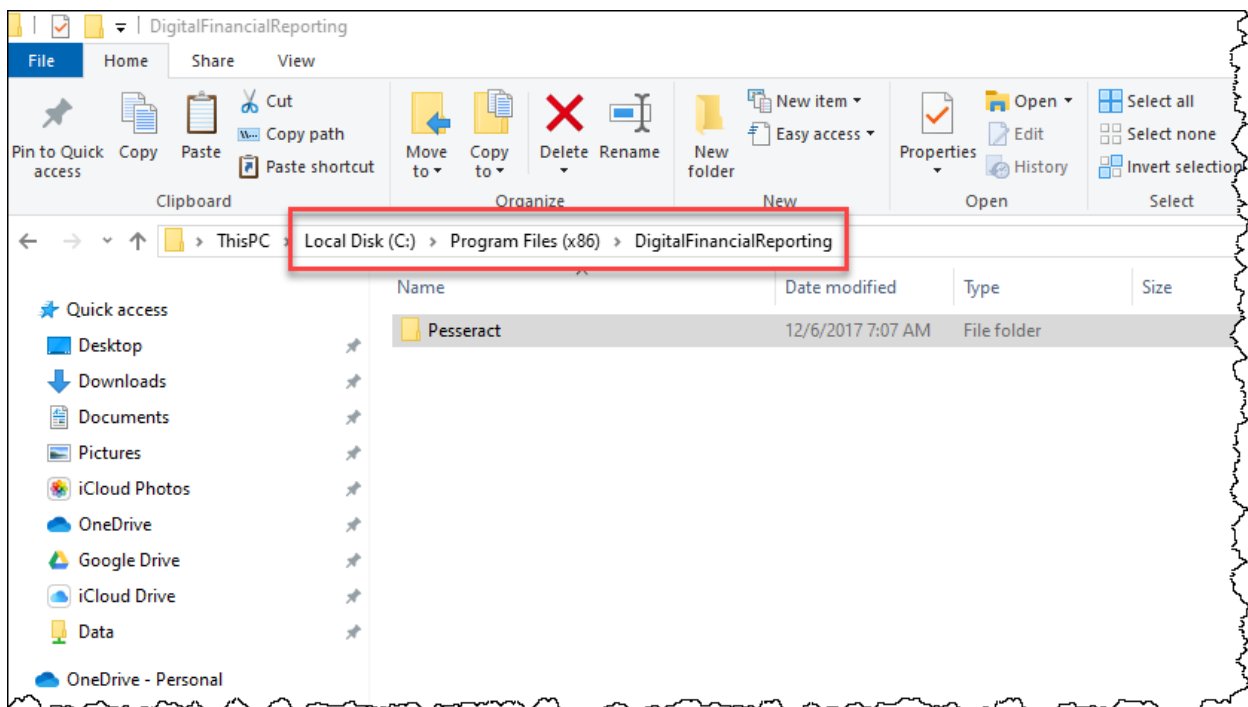 DigitalFinancialReporting
File Home Share View
Pin to Quick access
Copy
Paste
Cut
Copy path
Paste shortcut
Clipboard
Move to
Copy to
Delete
Rename
Organize
New folder
New item
Easy access
New
Properties
Open
Edit
History
Open
Select all
Select none
Invert selection
Select
ThisPC > Local Disk (C:) > Program Files (x86) > DigitalFinancialReporting
Name Date modified Type Size
Pesseract 12/6/2017 7:07 AM File folder
Quick access
Desktop
Downloads
Documents
Pictures
iCloud Photos
OneDrive
Google Drive
iCloud Drive
Data
OneDrive - Personal